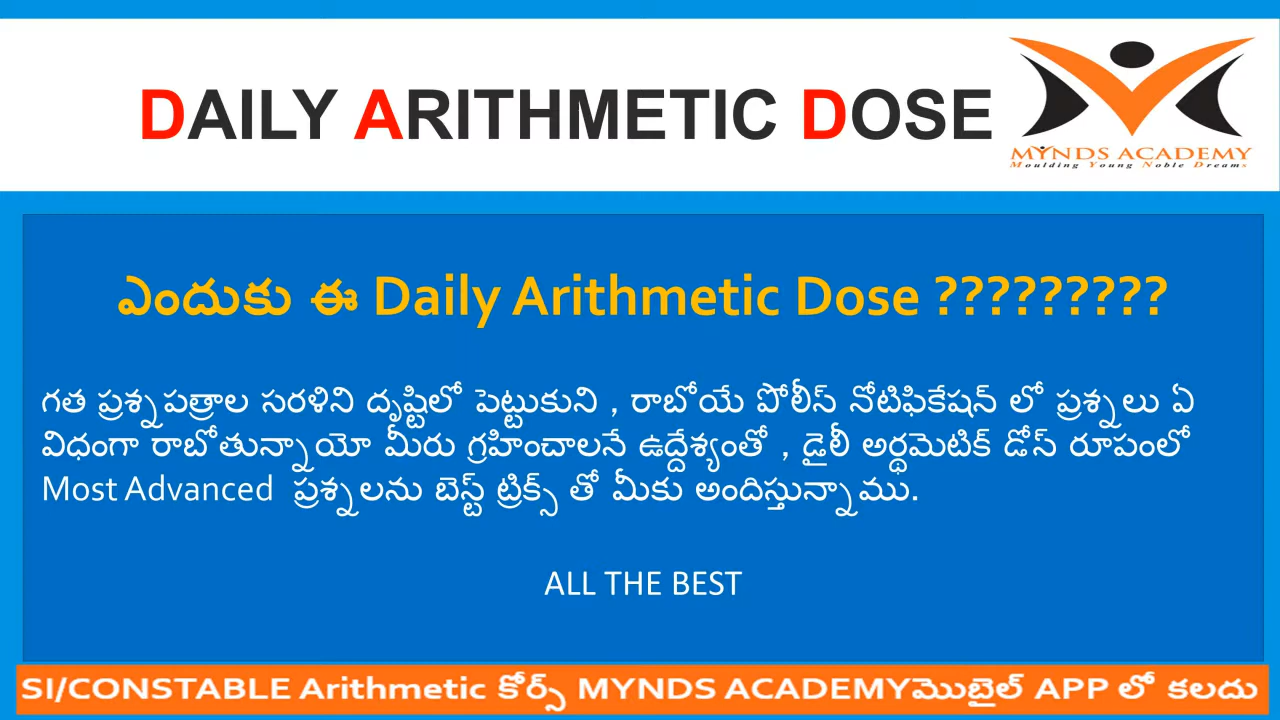 DAILY ARITHMETIC DOSE
MYNDS ACADEMY
Moulding Young Noble Dreams
ఎందుకు ఈ Daily Arithmetic Dose ?????????
గత ప్రశ్నపత్రాల సరళిని దృష్టిలో పెట్టుకుని , రాబోయే పోలీస్ నోటిఫికేషన్ లో ప్రశ్నలు ఏ
విధంగా రాబోతున్నాయో మీరు గ్రహించాలనే ఉద్దేశ్యంతో , డైలీ అర్థమెటిక్ డోస్ రూపంలో
Most Advanced ప్రశ్నలను బెస్ట్ ట్రిక్స్ తో మీకు అందిస్తున్నాము.
ALL THE BEST
SI/CONSTABLE Arithmetic కోర్స్ MYNDS ACADEMYమొబైల్ APP లో కలదు